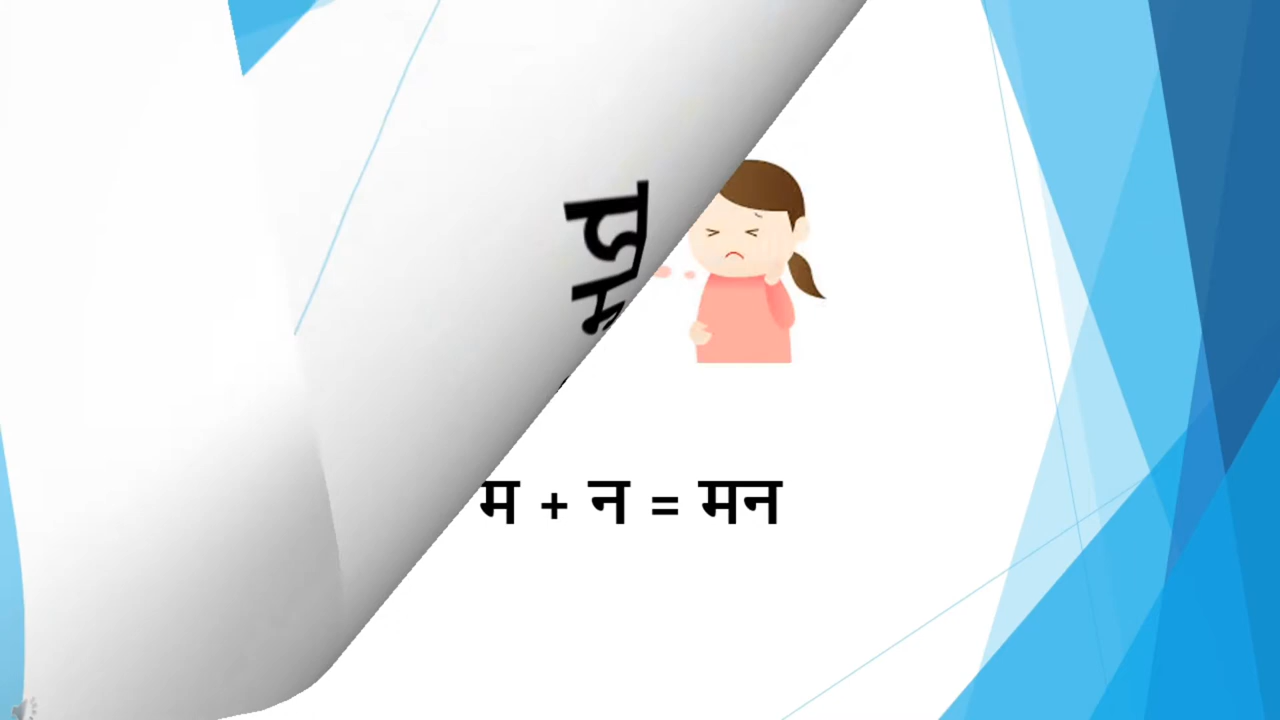 म + न = मन